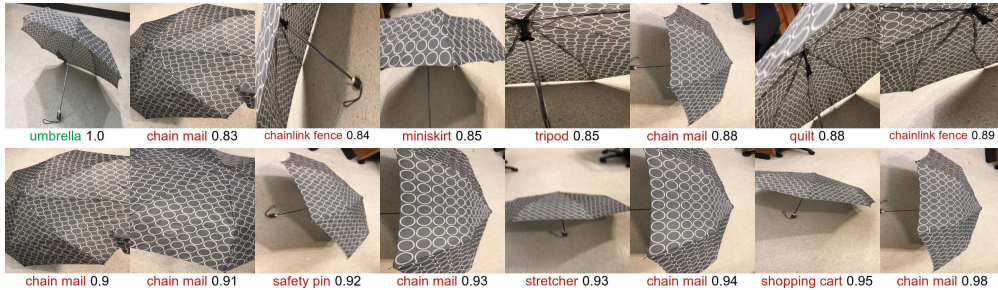 umbrella 1.0
chain mail 0.83
chainlink fence 0.84
miniskirt 0.85
tripod 0.85
chain mail 0.88
quilt 0.88
chainlink fence 0.89
chain mail 0.9
chain mail 0.91
safety pin 0.92
chain mail 0.93
stretcher 0.93
chain mail 0.94
shopping cart 0.95
chain mail 0.98